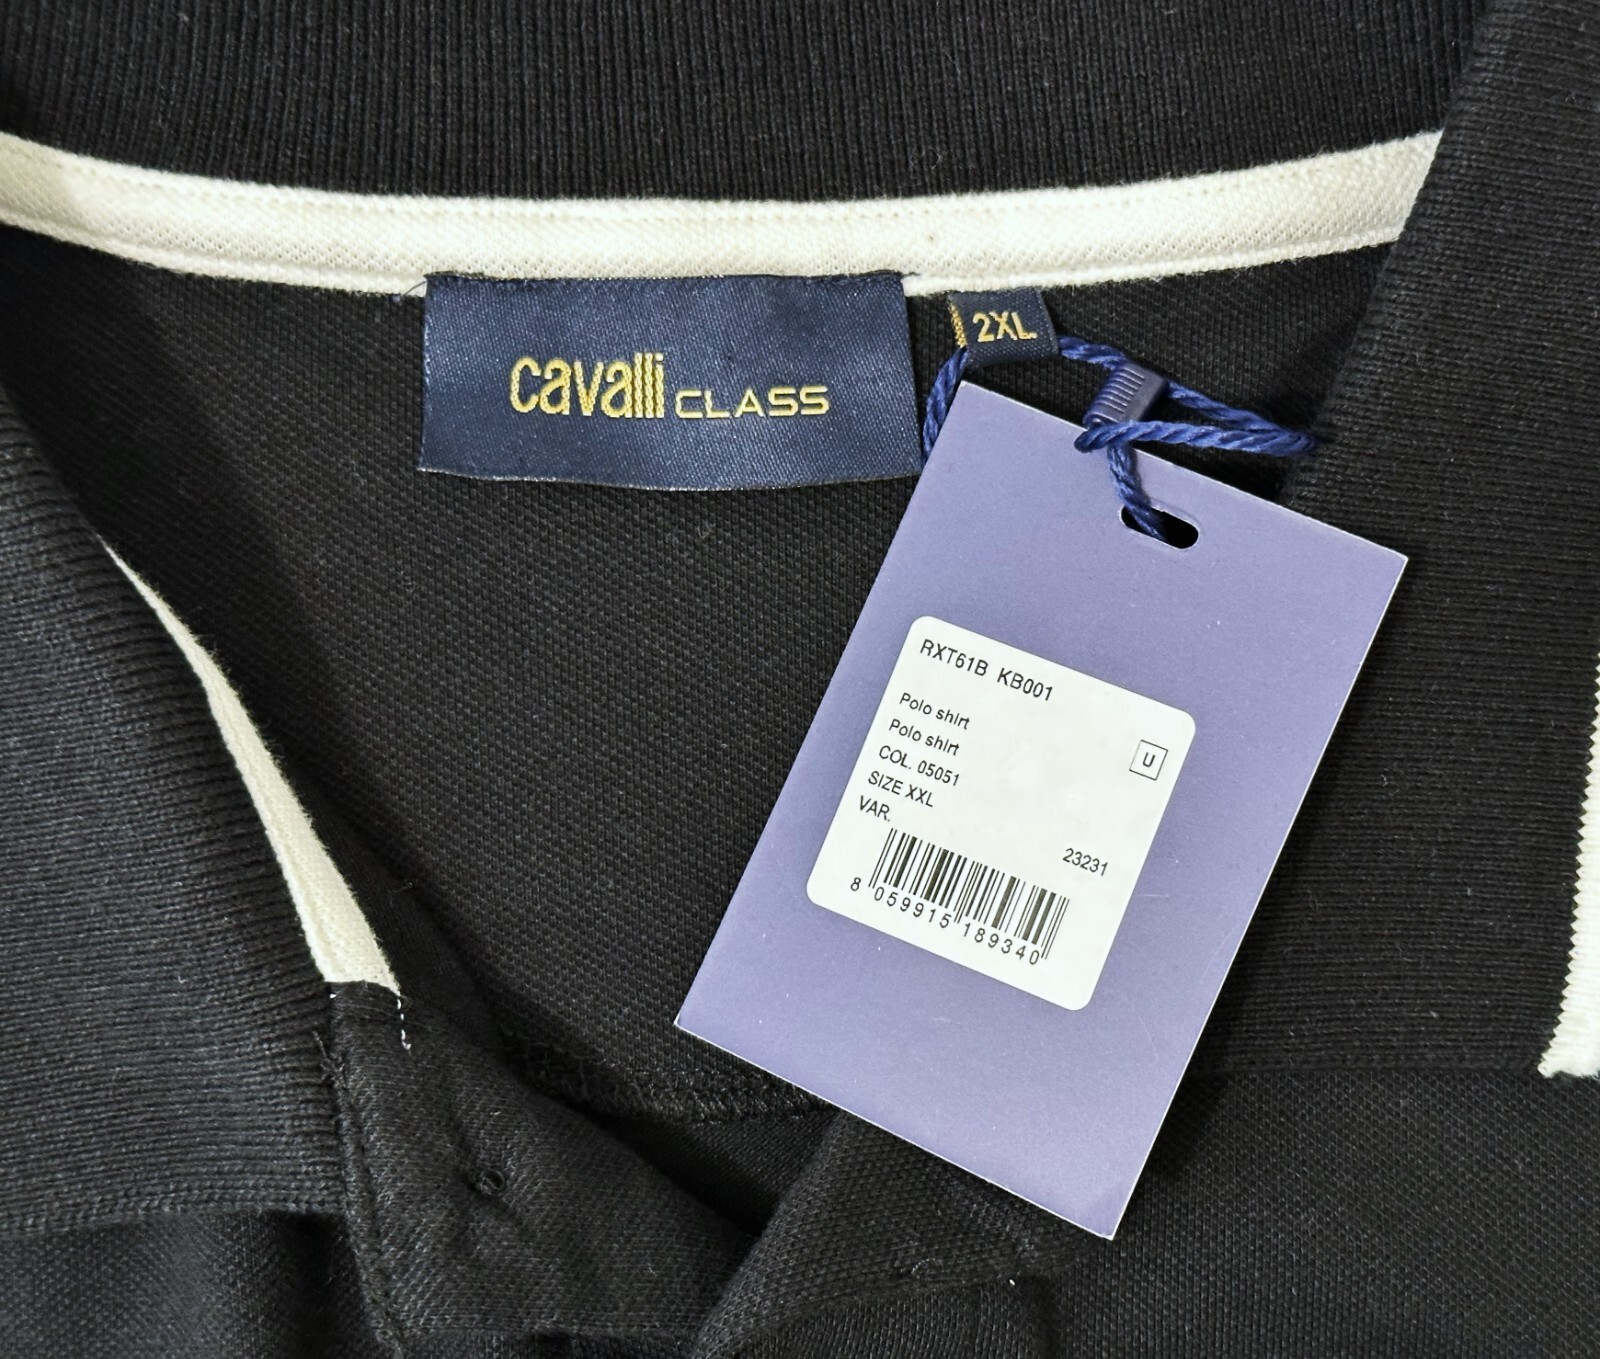 cavalli CLASS
2XL
RXT61B KB001
Polo shirt
Polo shirt
COL. 05051
SIZE XXL
VAR.
U
23231
8 059915 189340